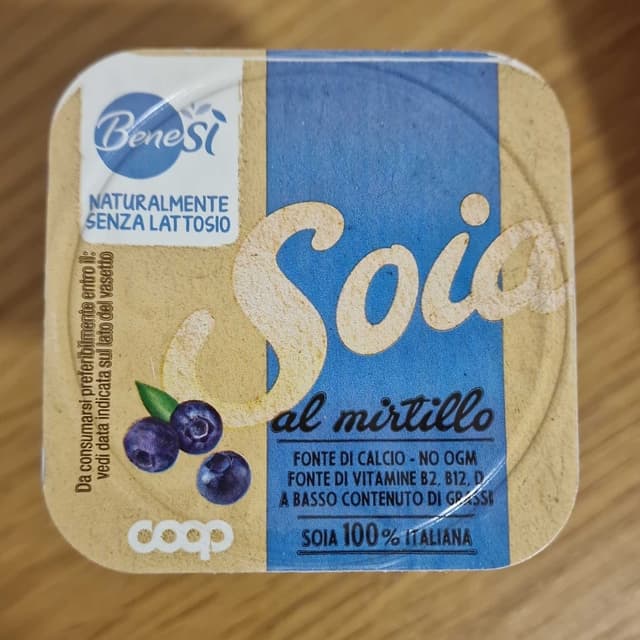 BeneSì
NATURALMENTE
SENZA LATTOSIO
Da consumarsi preferibilmente entro il:
vedi data indicata sul lato del vasetto
Soia
al mirtillo
FONTE DI CALCIO - NO OGM
FONTE DI VITAMINE B2, B12, D
A BASSO CONTENUTO DI GRASSI
SOIA 100% ITALIANA
coop